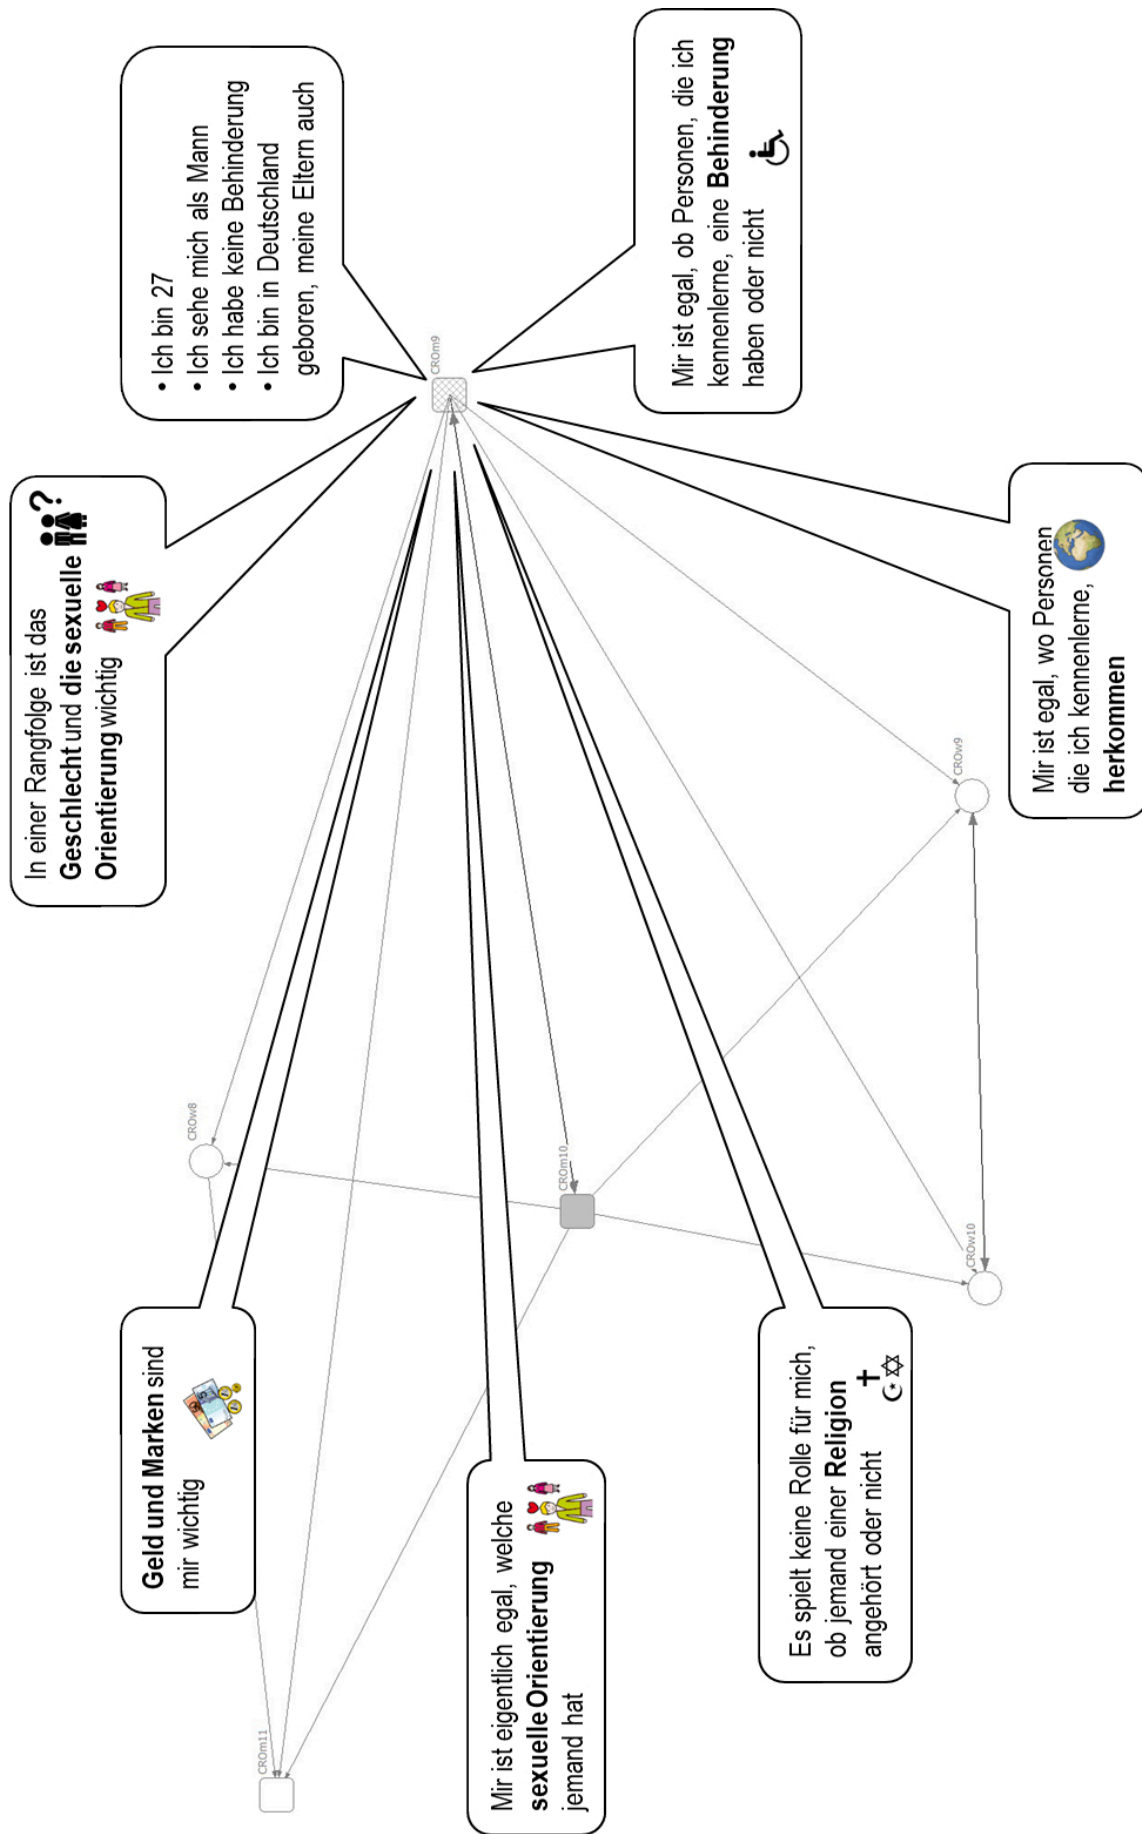 Geld und Marken sind
mir wichtig
In einer Rangfolge ist das
Geschlecht und die sexuelle
Orientierung wichtig
?
• Ich bin 27
• Ich sehe mich als Mann
• Ich habe keine Behinderung
• Ich bin in Deutschland
geboren, meine Eltern auch
CROm11
CROw8
CROm9
Mir ist eigentlich egal, welche
sexuelle Orientierung
jemand hat
CROm10
Es spielt keine Rolle für mich,
ob jemand einer Religion
angehört oder nicht
CROw10
CROw9
Mir ist egal, ob Personen, die ich
kennenlerne, eine Behinderung
haben oder nicht
Mir ist egal, wo Personen
die ich kennenlerne,
herkommen